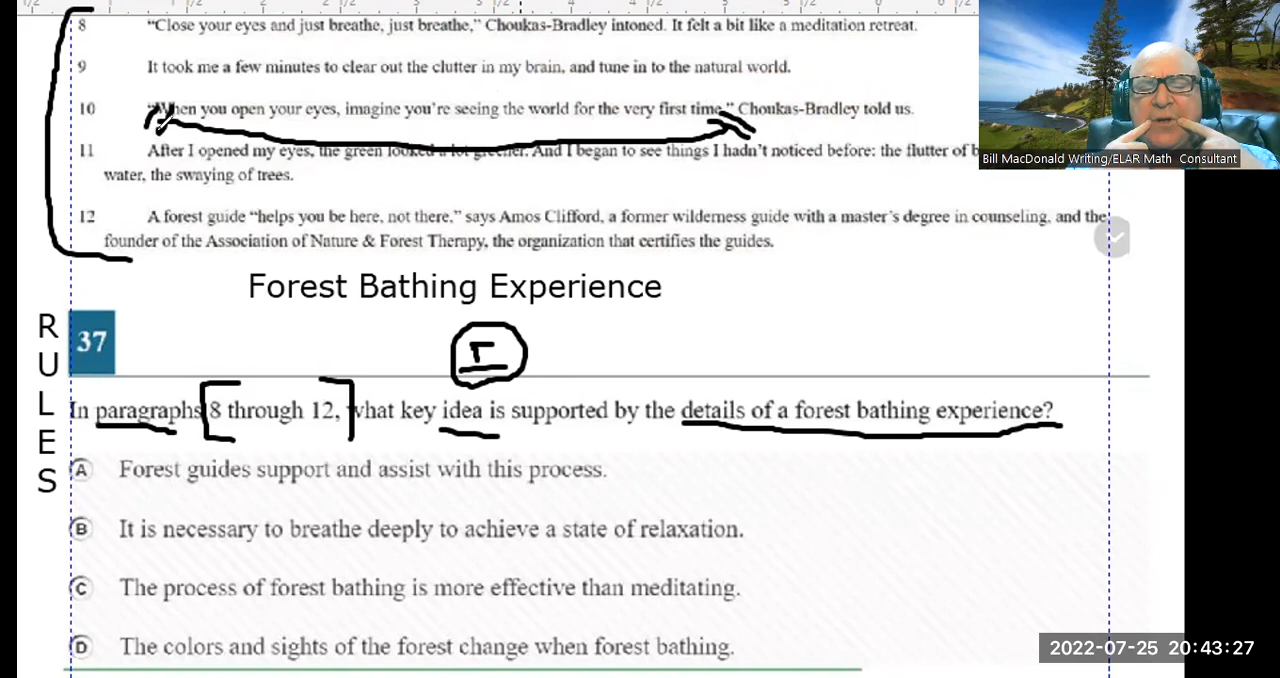 8 “Close your eyes and just breathe, just breathe,” Choukas-Bradley intoned. It felt a bit like a meditation retreat.
9 It took me a few minutes to clear out the clutter in my brain, and tune in to the natural world.
10 “When you open your eyes, imagine you’re seeing the world for the very first time,” Choukas-Bradley told us.
11 After I opened my eyes, the green looked a lot greener. And I began to see things I hadn’t noticed before: the flutter of
water, the swaying of trees.
12 A forest guide “helps you be here, not there,” says Amos Clifford, a former wilderness guide with a master’s degree in counseling, and the
founder of the Association of Nature & Forest Therapy, the organization that certifies the guides.
Bill MacDonald Writing/ELAR Math Consultant
Forest Bathing Experience
RULES
37
I
In paragraphs 8 through 12, what key idea is supported by the details of a forest bathing experience?
A Forest guides support and assist with this process.
B It is necessary to breathe deeply to achieve a state of relaxation.
C The process of forest bathing is more effective than meditating.
D The colors and sights of the forest change when forest bathing.
2022-07-25 20:43:27